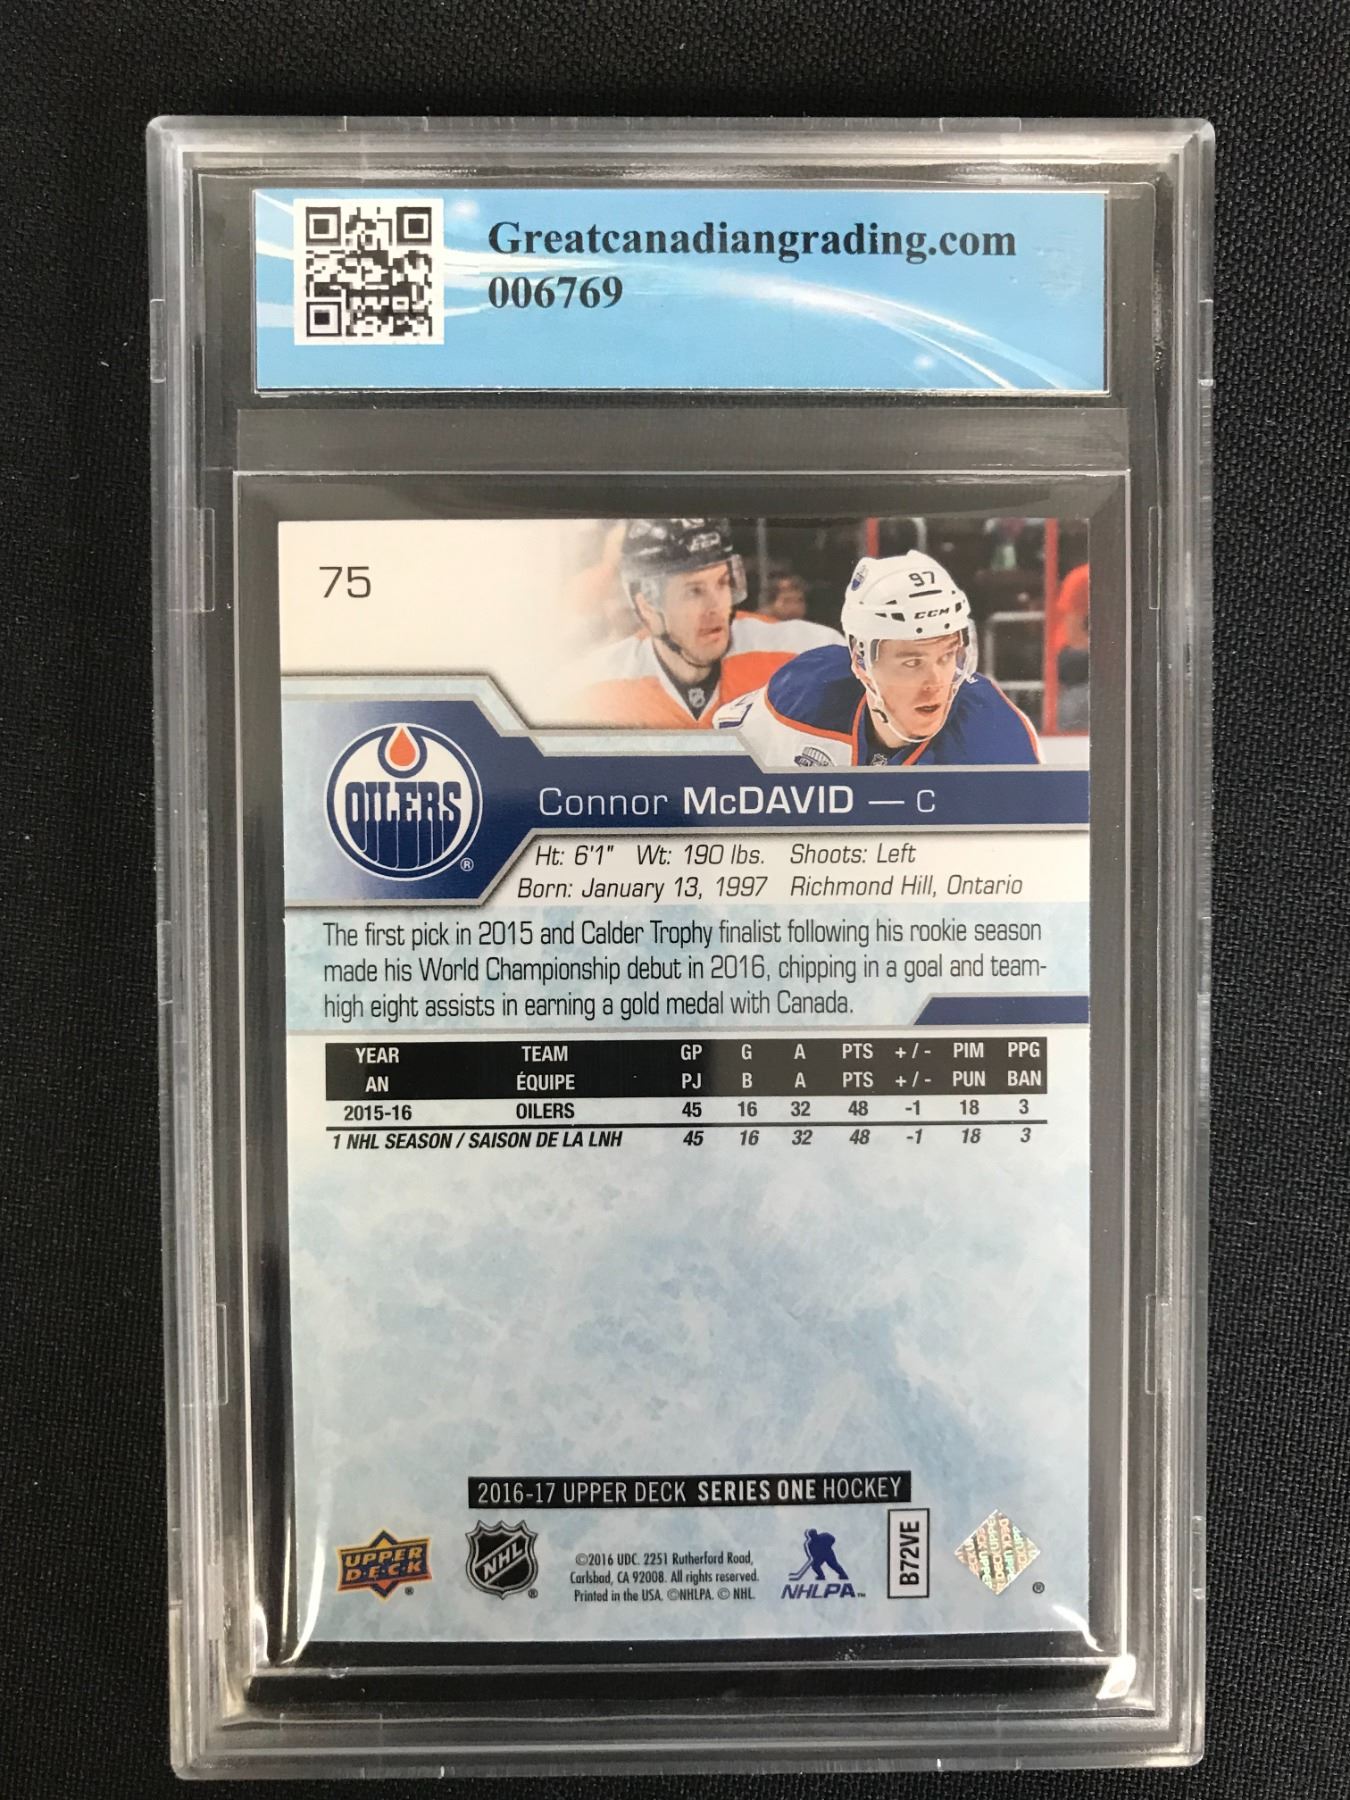 Greatcanadiangrading.com
006769
75
97
CCM
OILERS
®
Connor McDAVID — C
Ht: 6'1" Wt: 190 lbs. Shoots: Left
Born: January 13, 1997 Richmond Hill, Ontario
The first pick in 2015 and Calder Trophy finalist following his rookie season
made his World Championship debut in 2016, chipping in a goal and team-
high eight assists in earning a gold medal with Canada.
YEAR TEAM GP G A PTS +/- PIM PPG
AN ÉQUIPE PJ B A PTS +/- PUN BAN
2015-16 OILERS 45 16 32 48 -1 18 3
1 NHL SEASON / SAISON DE LA LNH 45 16 32 48 -1 18 3
2016-17 UPPER DECK SERIES ONE HOCKEY
UPPER
D·E·C·K
®
NHL
®
©2016 UDC. 2251 Rutherford Road,
Carlsbad, CA 92008. All rights reserved.
Printed in the USA. ©NHLPA. © NHL.
NHLPA™
B72VE
®